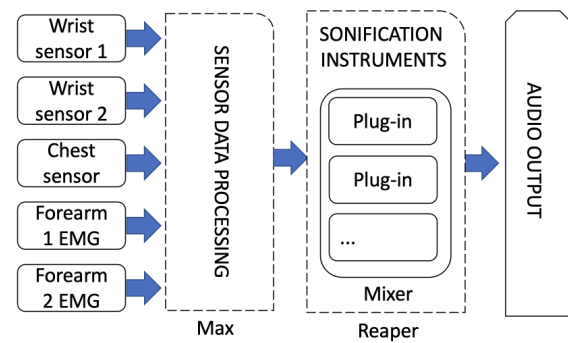 Wrist
sensor 1
Wrist
sensor 2
Chest
sensor
Forearm
1 EMG
Forearm
2 EMG
SENSOR DATA PROCESSING
Max
SONIFICATION
INSTRUMENTS
Plug-in
Plug-in
...
Mixer
Reaper
AUDIO OUTPUT